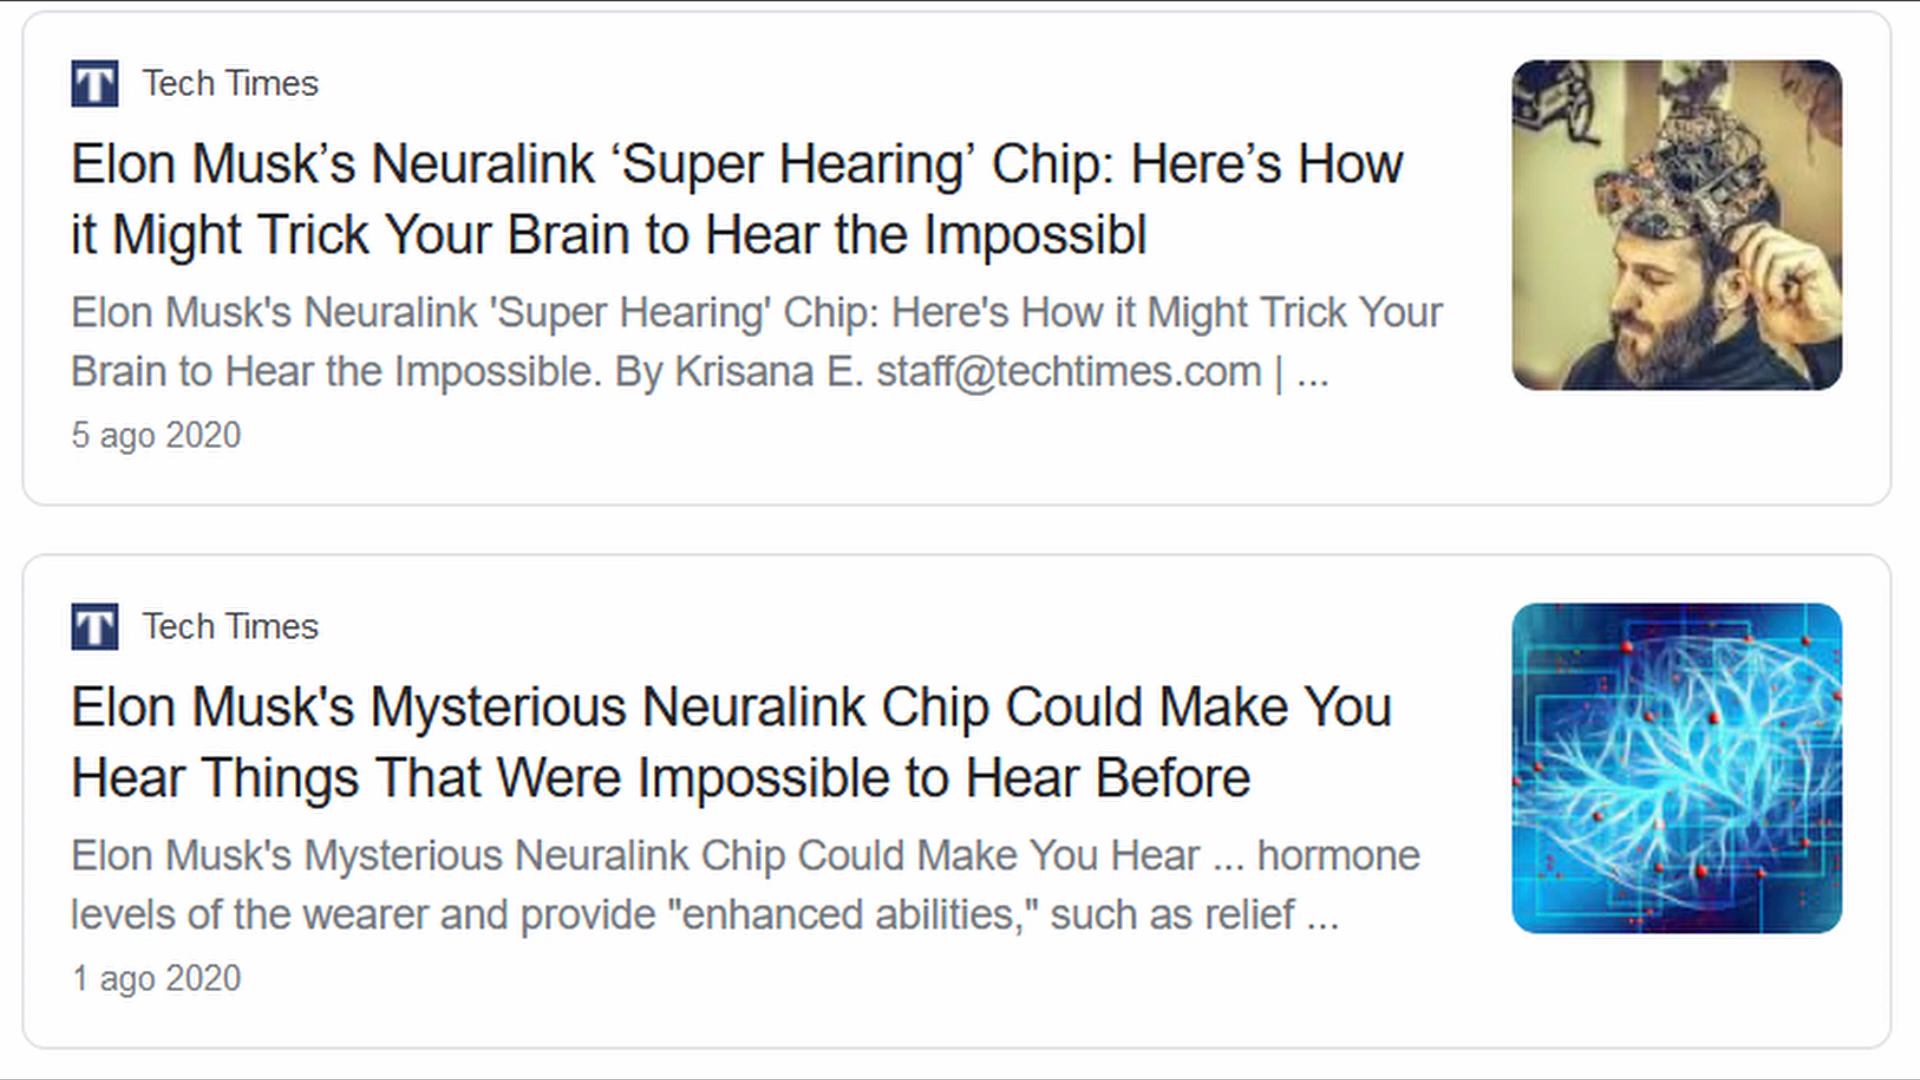 Tech Times
Elon Musk’s Neuralink ‘Super Hearing’ Chip: Here’s How
it Might Trick Your Brain to Hear the Impossibl
Elon Musk's Neuralink 'Super Hearing' Chip: Here's How it Might Trick Your
Brain to Hear the Impossible. By Krisana E. staff@techtimes.com | ...
5 ago 2020
Tech Times
Elon Musk's Mysterious Neuralink Chip Could Make You
Hear Things That Were Impossible to Hear Before
Elon Musk's Mysterious Neuralink Chip Could Make You Hear ... hormone
levels of the wearer and provide "enhanced abilities," such as relief ...
1 ago 2020